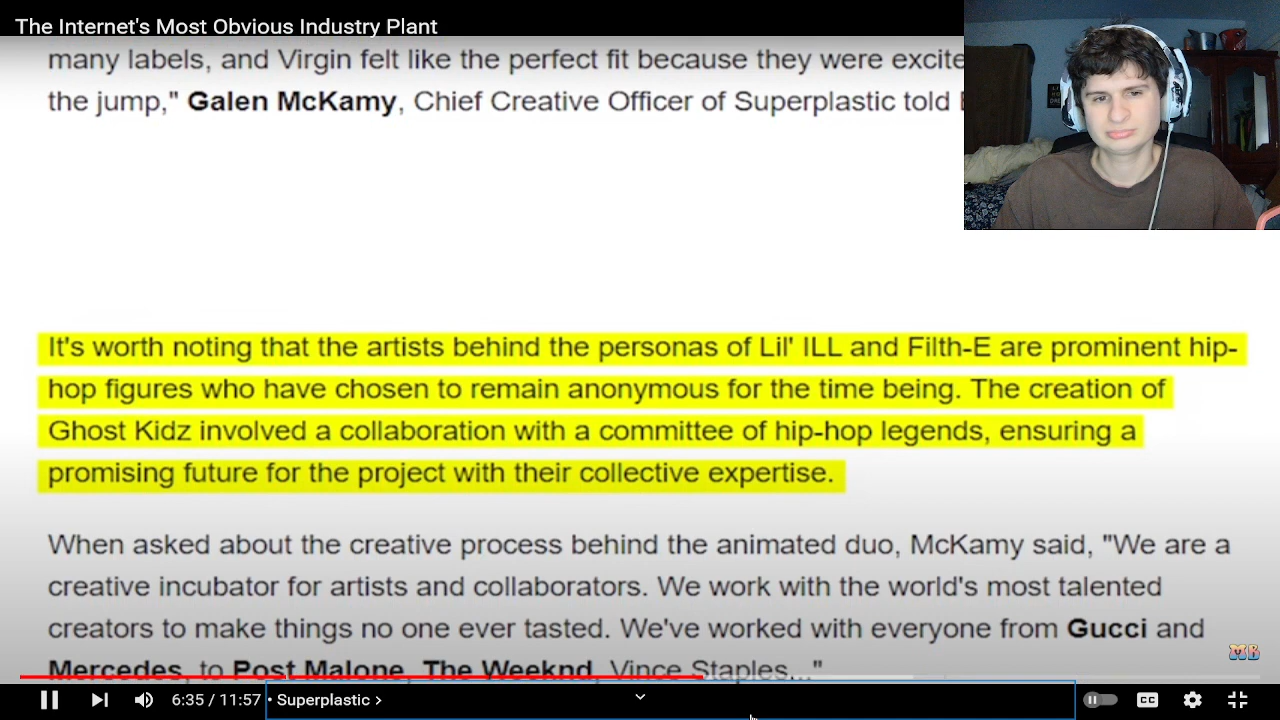 The Internet's Most Obvious Industry Plant
many labels, and Virgin felt like the perfect fit because they were excite
the jump," Galen McKamy, Chief Creative Officer of Superplastic told
It's worth noting that the artists behind the personas of Lil' ILL and Filth-E are prominent hip-
hop figures who have chosen to remain anonymous for the time being. The creation of
Ghost Kidz involved a collaboration with a committee of hip-hop legends, ensuring a
promising future for the project with their collective expertise.
When asked about the creative process behind the animated duo, McKamy said, "We are a
creative incubator for artists and collaborators. We work with the world's most talented
creators to make things no one ever tasted. We've worked with everyone from Gucci and
Mercedes, to Post Malone, The Weeknd, Vince Staples..."
MB
6:35 / 11:57 • Superplastic >
CC